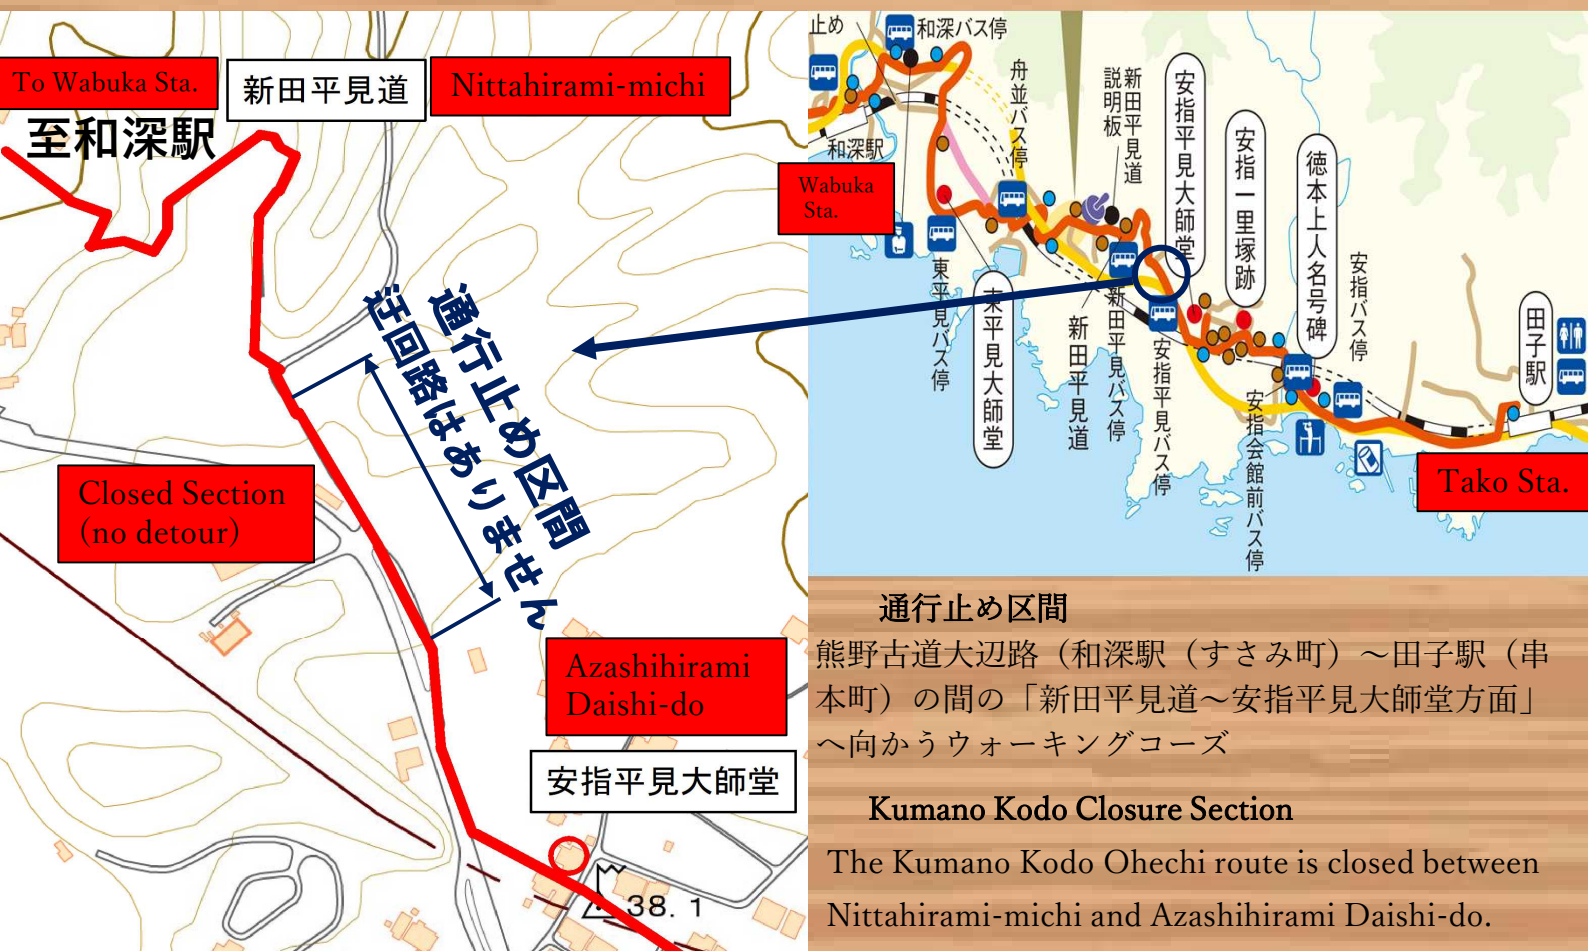 To Wabuka Sta.
至和深駅
新田平見道
Nittahirami-michi
通行止め区間
迂回路はありません
Closed Section
(no detour)
Azashihirami
Daishi-do
安指平見大師堂
38.1
止め
和深バス停
和深駅
Wabuka
Sta.
舟並バス停
新田平見道
説明板
安指平見大師堂
安指一里塚跡
徳本上人名号碑
安指バス停
田子駅
東平見バス停
東平見大師堂
新田平見道
新田平見バス停
安指平見バス停
安指会館前バス停
Tako Sta.
通行止め区間
熊野古道大辺路（和深駅（すさみ町）～田子駅（串
本町）の間の「新田平見道～安指平見大師堂方面」
へ向かうウォーキングコーズ
Kumano Kodo Closure Section
The Kumano Kodo Ohechi route is closed between
Nittahirami-michi and Azashihirami Daishi-do.